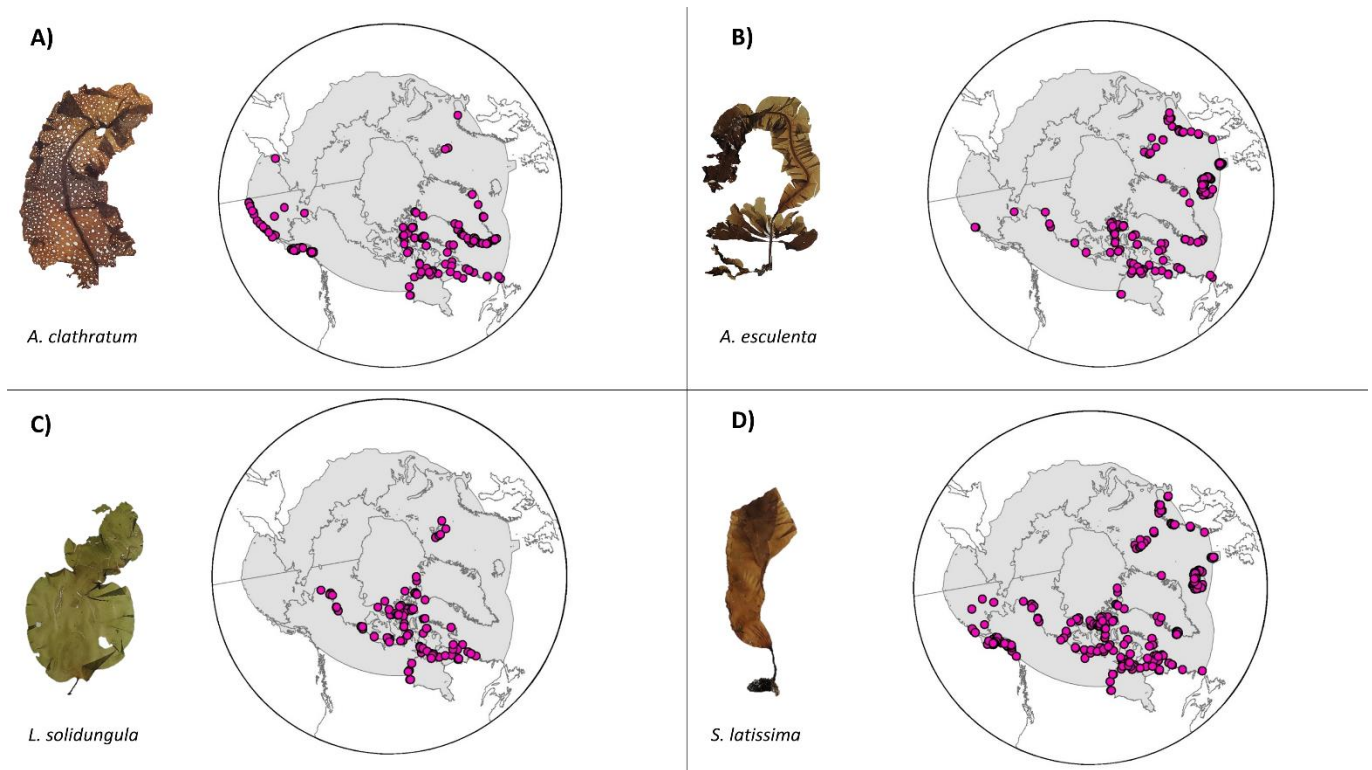 A)
A. clathratum
B)
A. esculenta
C)
L. solidungula
D)
S. latissima